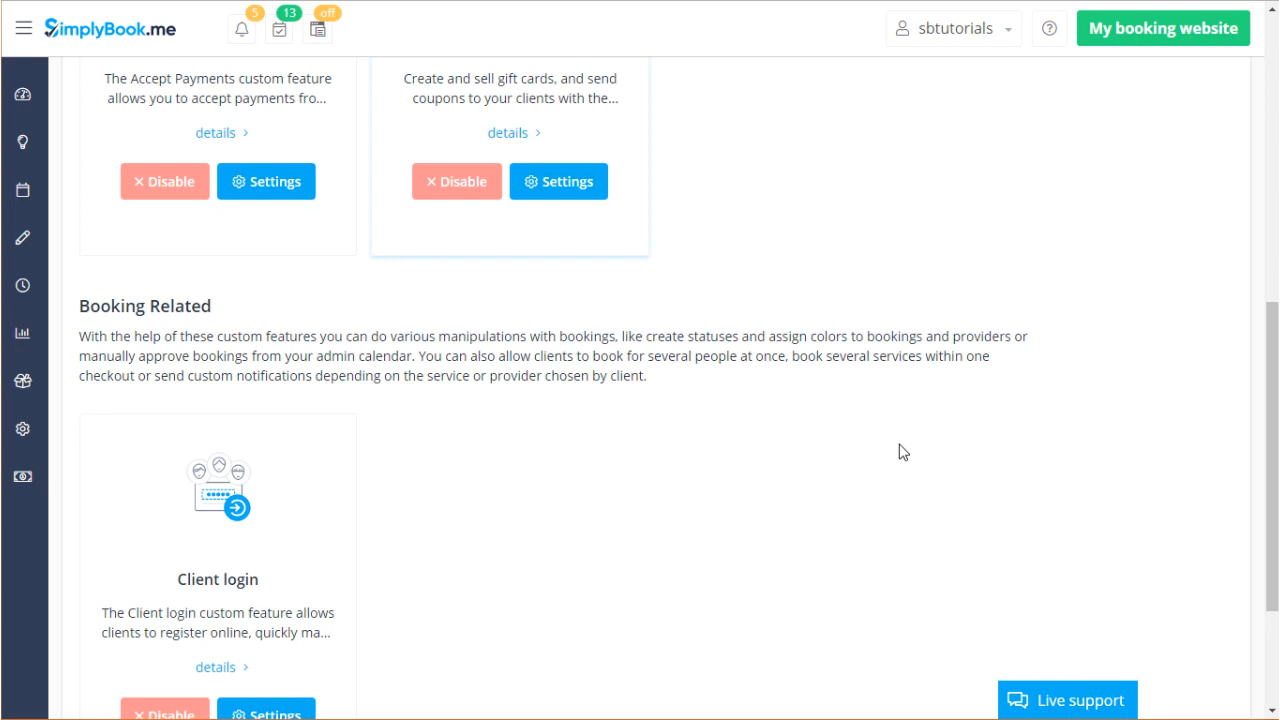 SimplyBook.me
5
13
off
sbtutorials
My booking website
The Accept Payments custom feature
allows you to accept payments fro...
details
Disable
Settings
Create and sell gift cards, and send
coupons to your clients with the...
details
Disable
Settings
Booking Related
With the help of these custom features you can do various manipulations with bookings, like create statuses and assign colors to bookings and providers or
manually approve bookings from your admin calendar. You can also allow clients to book for several people at once, book several services within one
checkout or send custom notifications depending on the service or provider chosen by client.
Client login
The Client login custom feature allows
clients to register online, quickly ma...
details
Disable
Settings
Live support